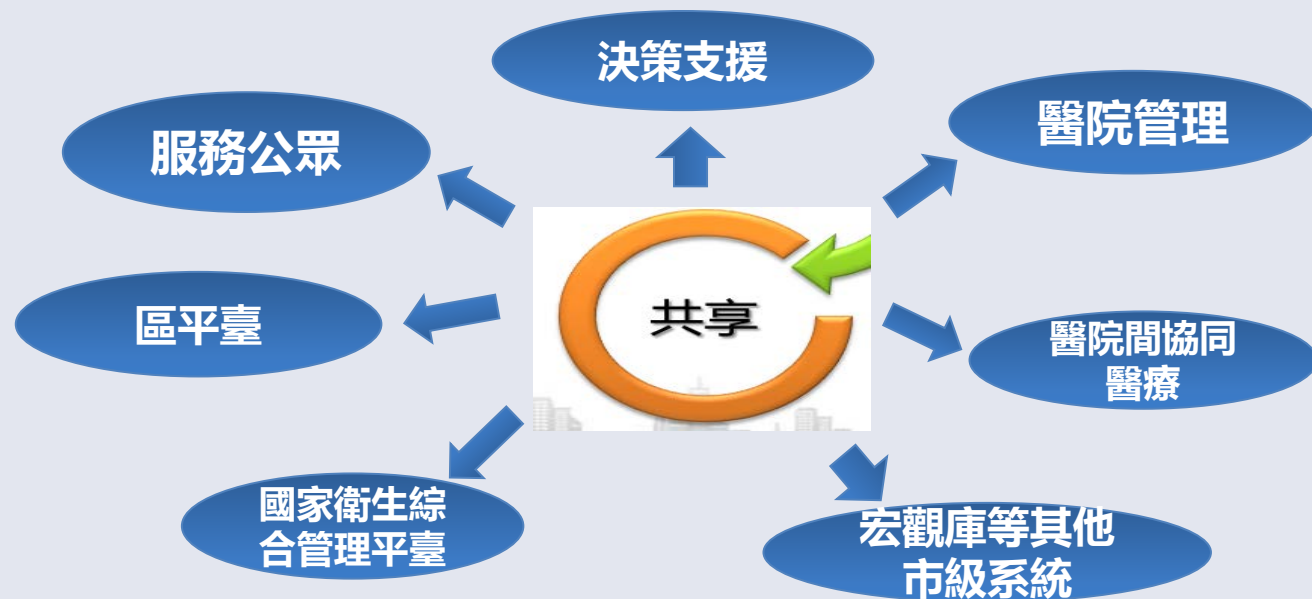 決策支援
醫院管理
服務公眾
區平臺
共享
醫院間協同
醫療
國家衛生綜
合管理平臺
宏觀庫等其他
市級系統